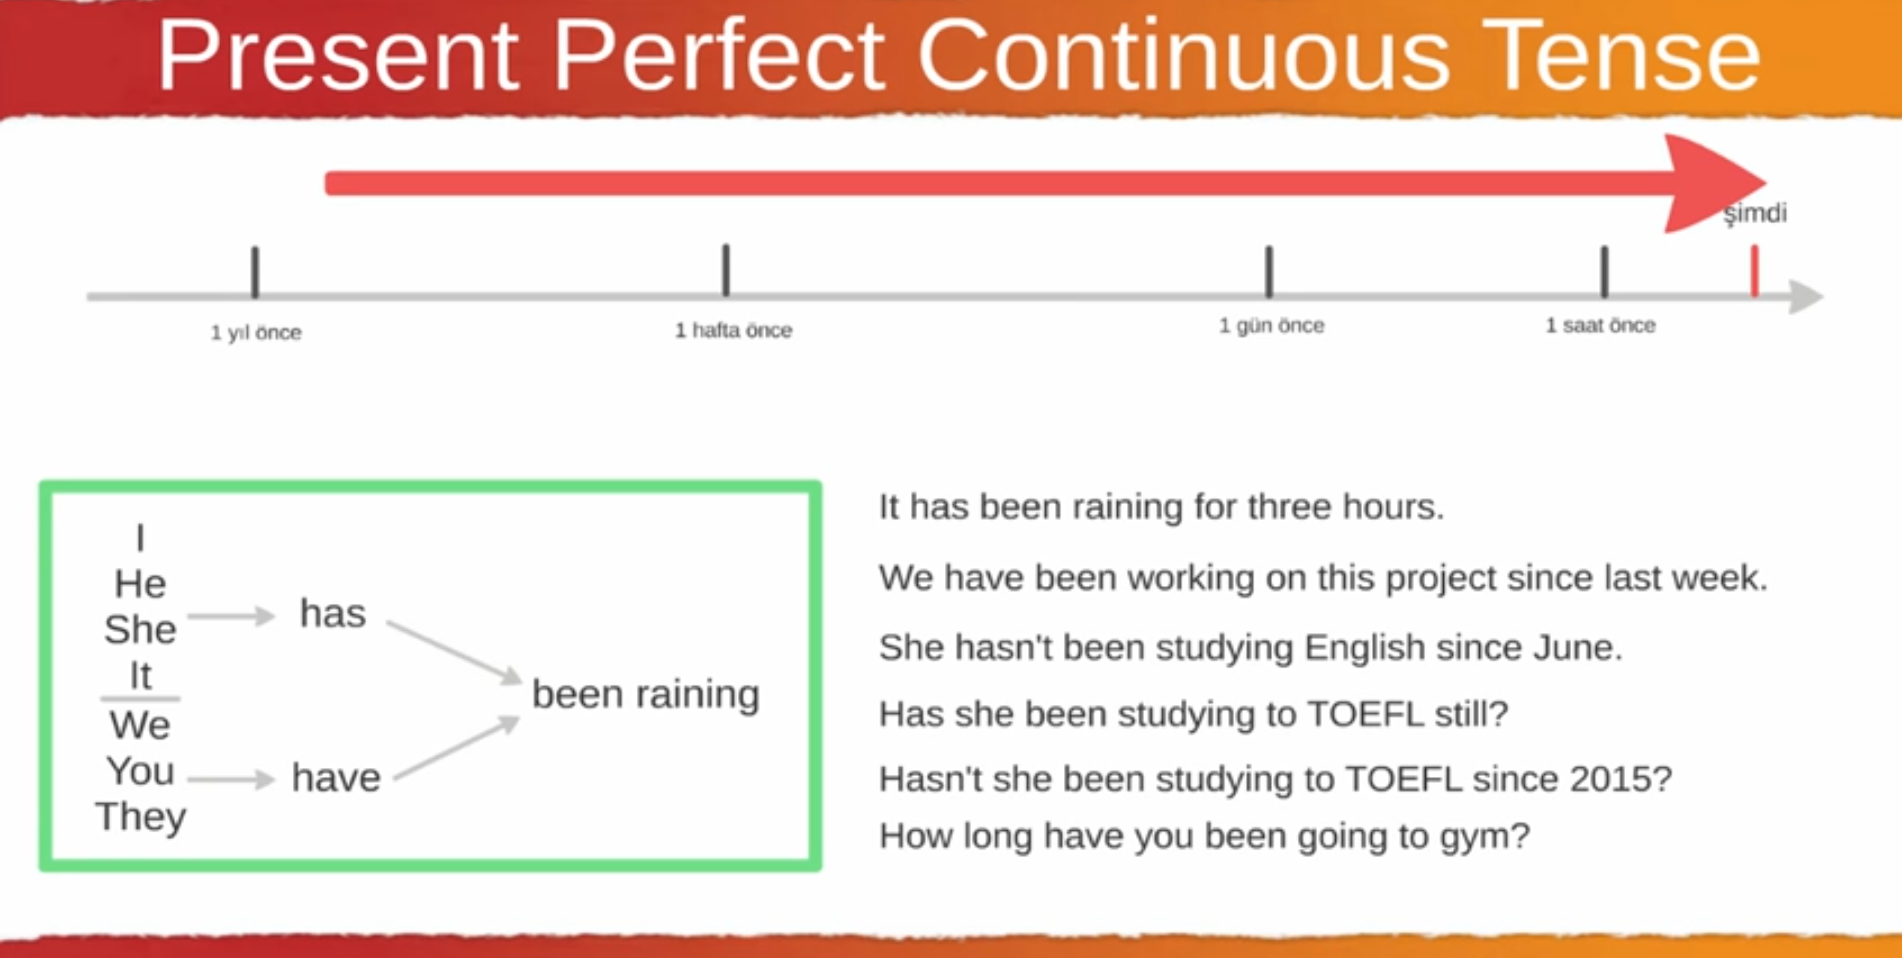 Present Perfect Continuous Tense
şimdi
1 yıl önce
1 hafta önce
1 gün önce
1 saat önce
I
He
She
It
We
You
They
has
have
been raining
It has been raining for three hours.
We have been working on this project since last week.
She hasn't been studying English since June.
Has she been studying to TOEFL still?
Hasn't she been studying to TOEFL since 2015?
How long have you been going to gym?